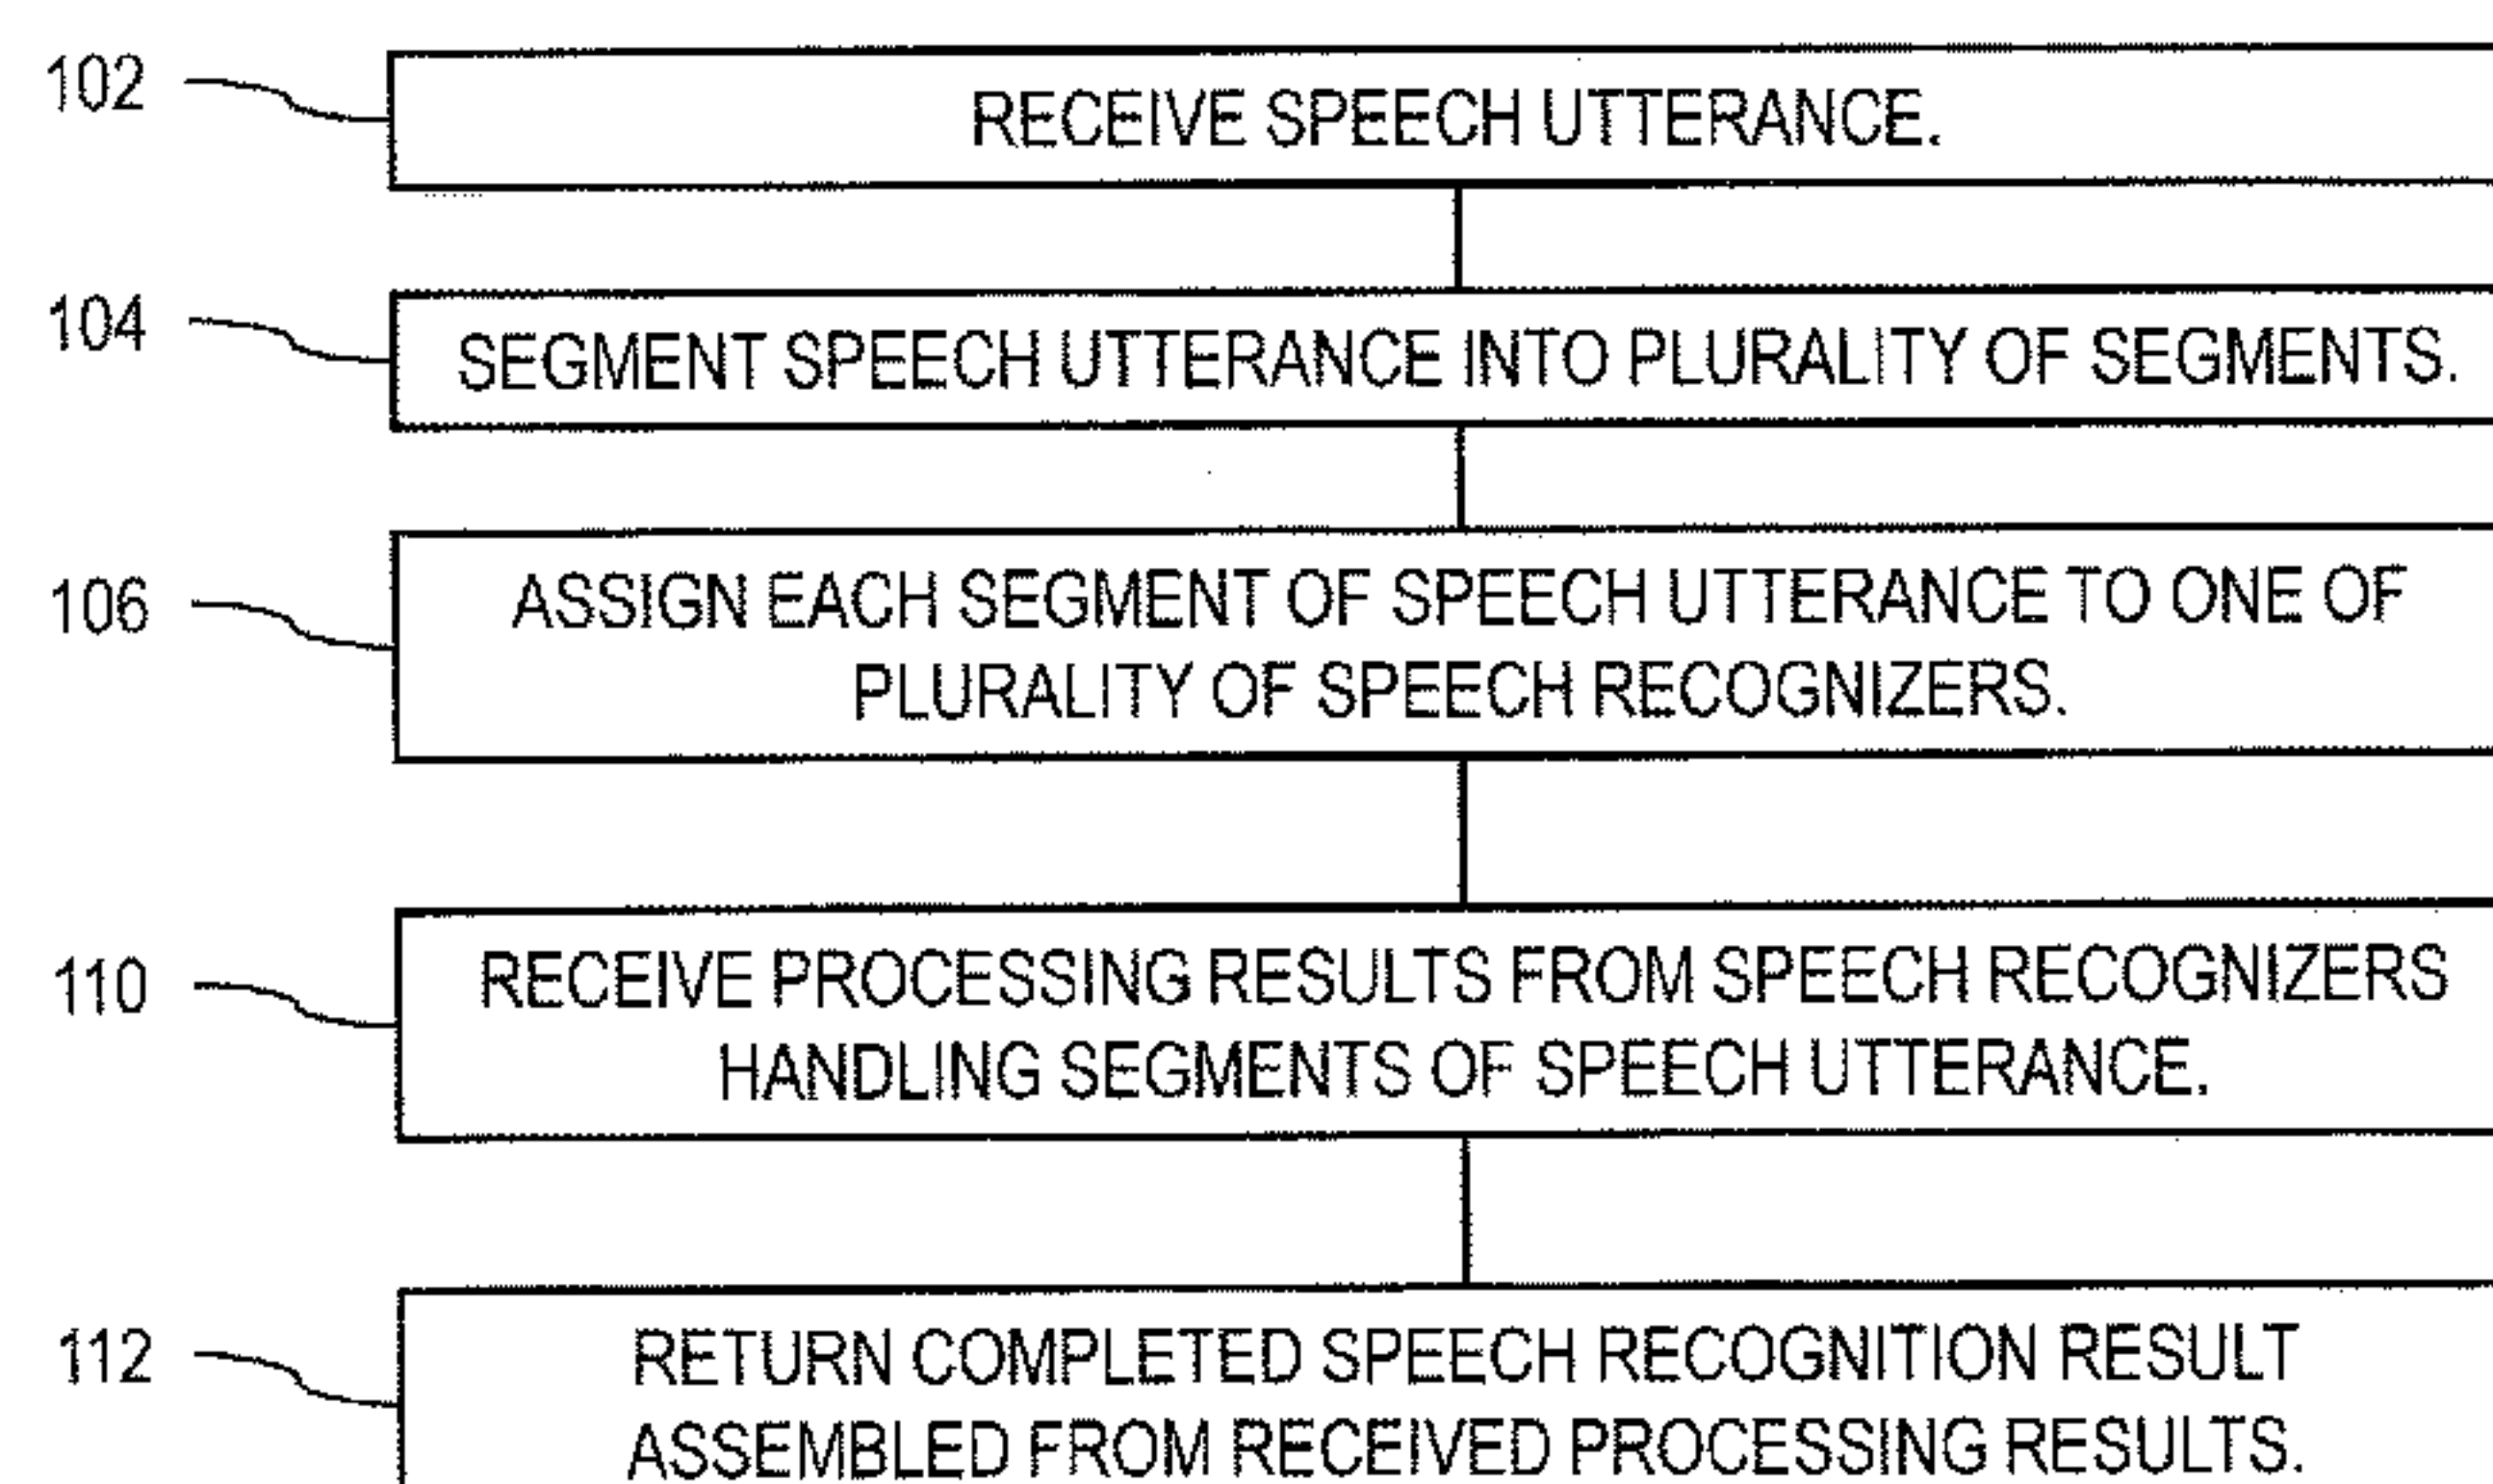 102
RECEIVE SPEECH UTTERANCE.
104
SEGMENT SPEECH UTTERANCE INTO PLURALITY OF SEGMENTS.
106
ASSIGN EACH SEGMENT OF SPEECH UTTERANCE TO ONE OF
PLURALITY OF SPEECH RECOGNIZERS.
110
RECEIVE PROCESSING RESULTS FROM SPEECH RECOGNIZERS
HANDLING SEGMENTS OF SPEECH UTTERANCE.
112
RETURN COMPLETED SPEECH RECOGNITION RESULT
ASSEMBLED FROM RECEIVED PROCESSING RESULTS.